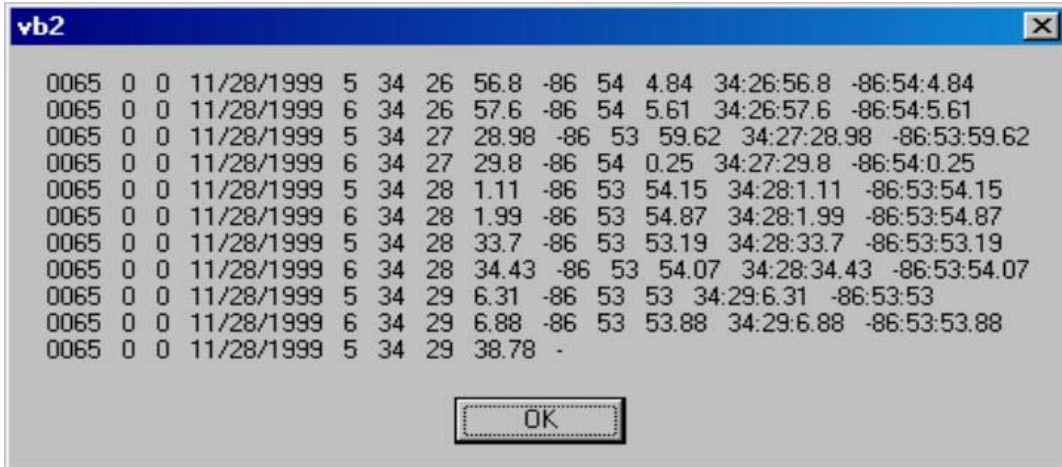 vb2
0065 0 0 11/28/1999 5 34 26 56.8 -86 54 4.84 34:26:56.8 -86:54:4.84
0065 0 0 11/28/1999 6 34 26 57.6 -86 54 5.61 34:26:57.6 -86:54:5.61
0065 0 0 11/28/1999 5 34 27 28.98 -86 53 59.62 34:27:28.98 -86:53:59.62
0065 0 0 11/28/1999 6 34 27 29.8 -86 54 0.25 34:27:29.8 -86:54:0.25
0065 0 0 11/28/1999 5 34 28 1.11 -86 53 54.15 34:28:1.11 -86:53:54.15
0065 0 0 11/28/1999 6 34 28 1.99 -86 53 54.87 34:28:1.99 -86:53:54.87
0065 0 0 11/28/1999 5 34 28 33.7 -86 53 53.19 34:28:33.7 -86:53:53.19
0065 0 0 11/28/1999 6 34 28 34.43 -86 53 54.07 34:28:34.43 -86:53:54.07
0065 0 0 11/28/1999 5 34 29 6.31 -86 53 53 34:29:6.31 -86:53:53
0065 0 0 11/28/1999 6 34 29 6.88 -86 53 53.88 34:29:6.88 -86:53:53.88
0065 0 0 11/28/1999 5 34 29 38.78 -
OK